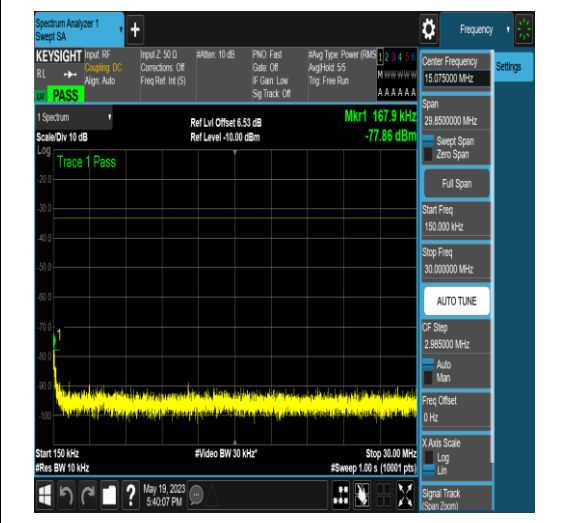 Spectrum Analyzer 1
Swept SA
Frequency
KEYSIGHT
RL
PASS
Input: RF
Coupling: DC
Align: Auto
Input Z: 50 Ω
Corrections: Off
Freq Ref: Int (S)
#Atten: 10 dB
PNO: Fast
Gate: Off
IF Gain: Low
Sig Track: Off
#Avg Type: Power (RMS
Avg|Hold: 5/5
Trig: Free Run
1 2 3 4 5 6
M W W W W W
A A A A A A
1 Spectrum
Scale/Div 10 dB
Ref Lvl Offset 6.53 dB
Ref Level -10.00 dBm
Mkr1 167.9 kHz
-77.86 dBm
Log
Trace 1 Pass
-20.0
-30.0
-40.0
-50.0
-60.0
-70.0
-80.0
-90.0
-100
1
Start 150 kHz
#Res BW 10 kHz
#Video BW 30 kHz*
Stop 30.00 MHz
#Sweep 1.00 s (10001 pts)
?
May 19, 2023
5:40:07 PM
Center Frequency
15.075000 MHz
Settings
Span
29.8500000 MHz
Swept Span
Zero Span
Full Span
Start Freq
150.000 kHz
Stop Freq
30.000000 MHz
AUTO TUNE
CF Step
2.985000 MHz
Auto
Man
Freq Offset
0 Hz
X Axis Scale
Log
Lin
Signal Track
(Span Zoom)